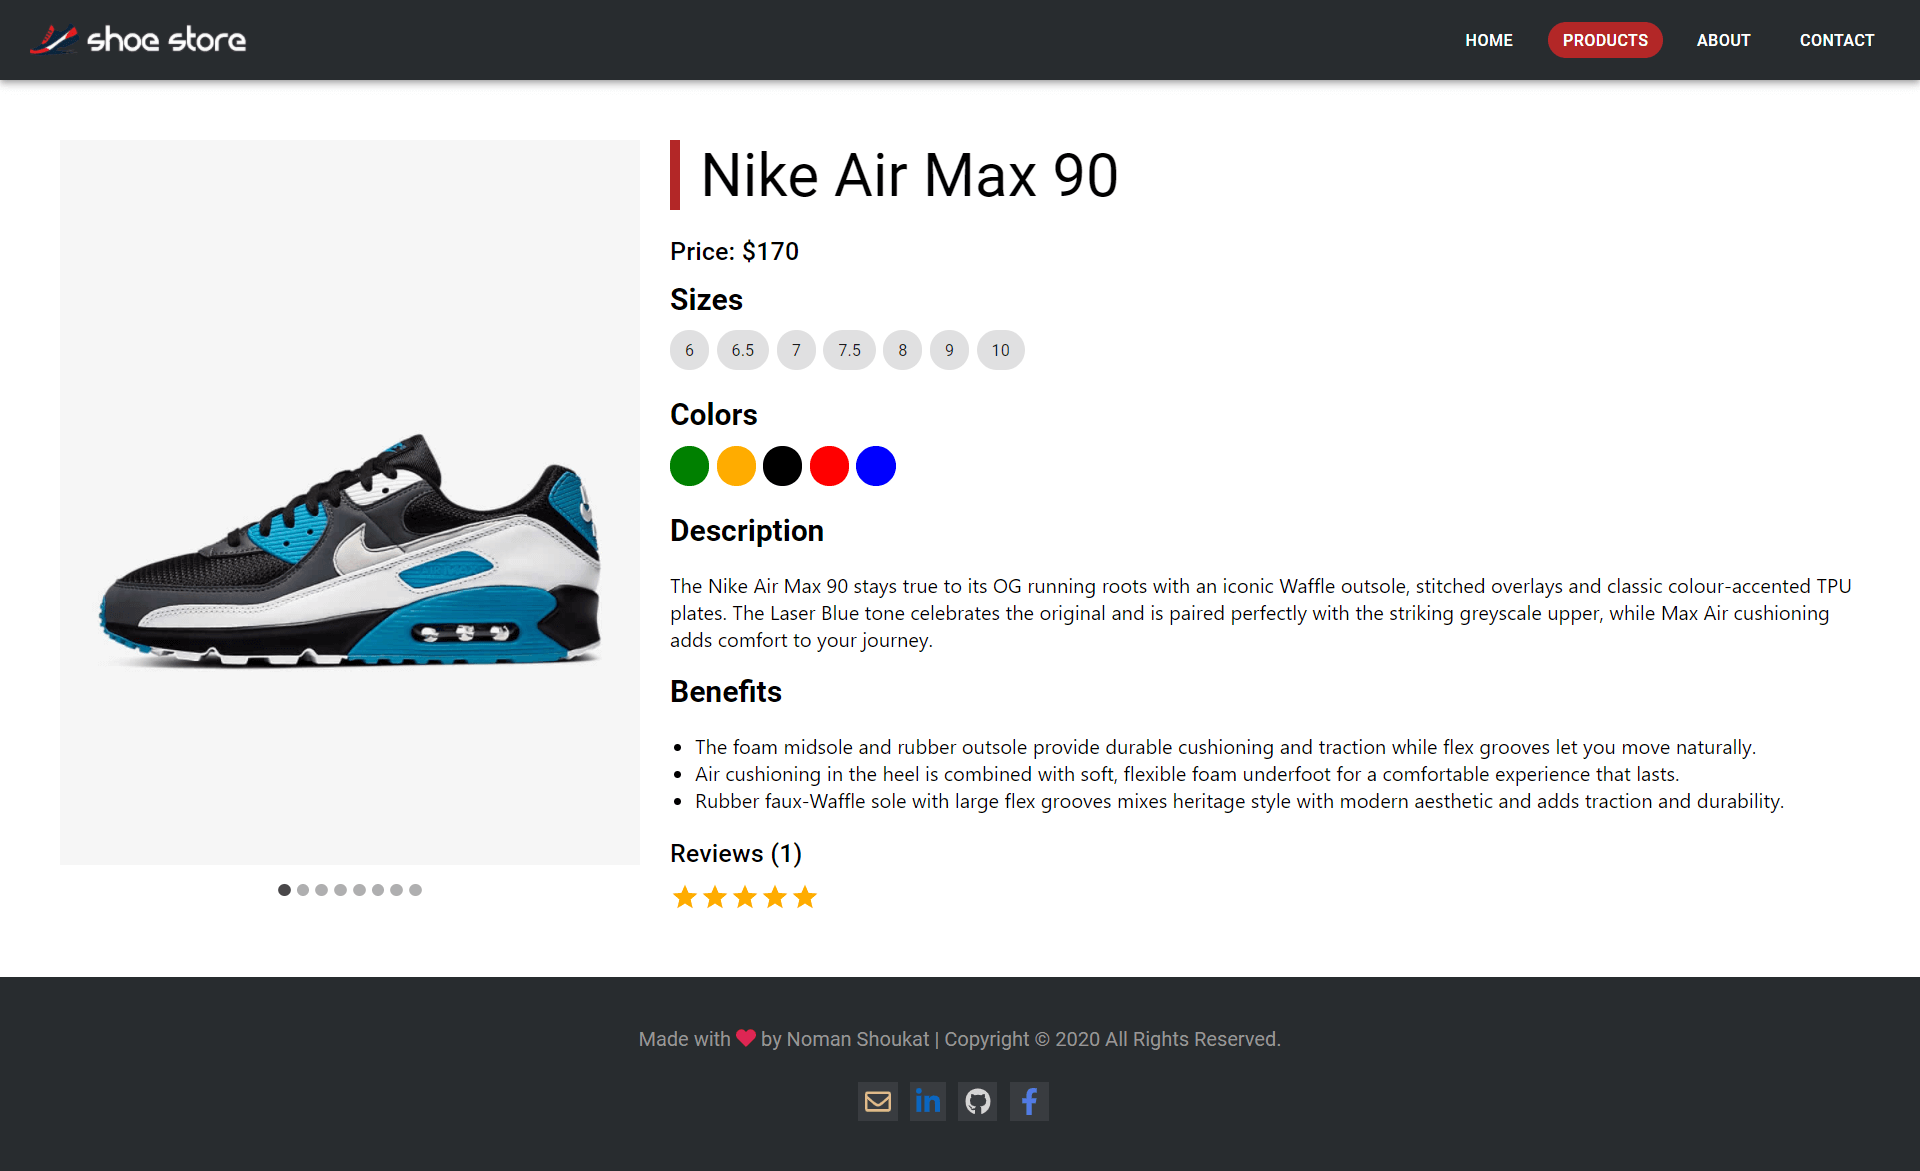 shoe store
HOME
PRODUCTS
ABOUT
CONTACT
Nike Air Max 90
Price: $170
Sizes
6
6.5
7
7.5
8
9
10
Colors
Description
The Nike Air Max 90 stays true to its OG running roots with an iconic Waffle outsole, stitched overlays and classic colour-accented TPU
plates. The Laser Blue tone celebrates the original and is paired perfectly with the striking greyscale upper, while Max Air cushioning
adds comfort to your journey.
Benefits
The foam midsole and rubber outsole provide durable cushioning and traction while flex grooves let you move naturally.
Air cushioning in the heel is combined with soft, flexible foam underfoot for a comfortable experience that lasts.
Rubber faux-Waffle sole with large flex grooves mixes heritage style with modern aesthetic and adds traction and durability.
Reviews (1)
Made with by Noman Shoukat | Copyright © 2020 All Rights Reserved.
in
f